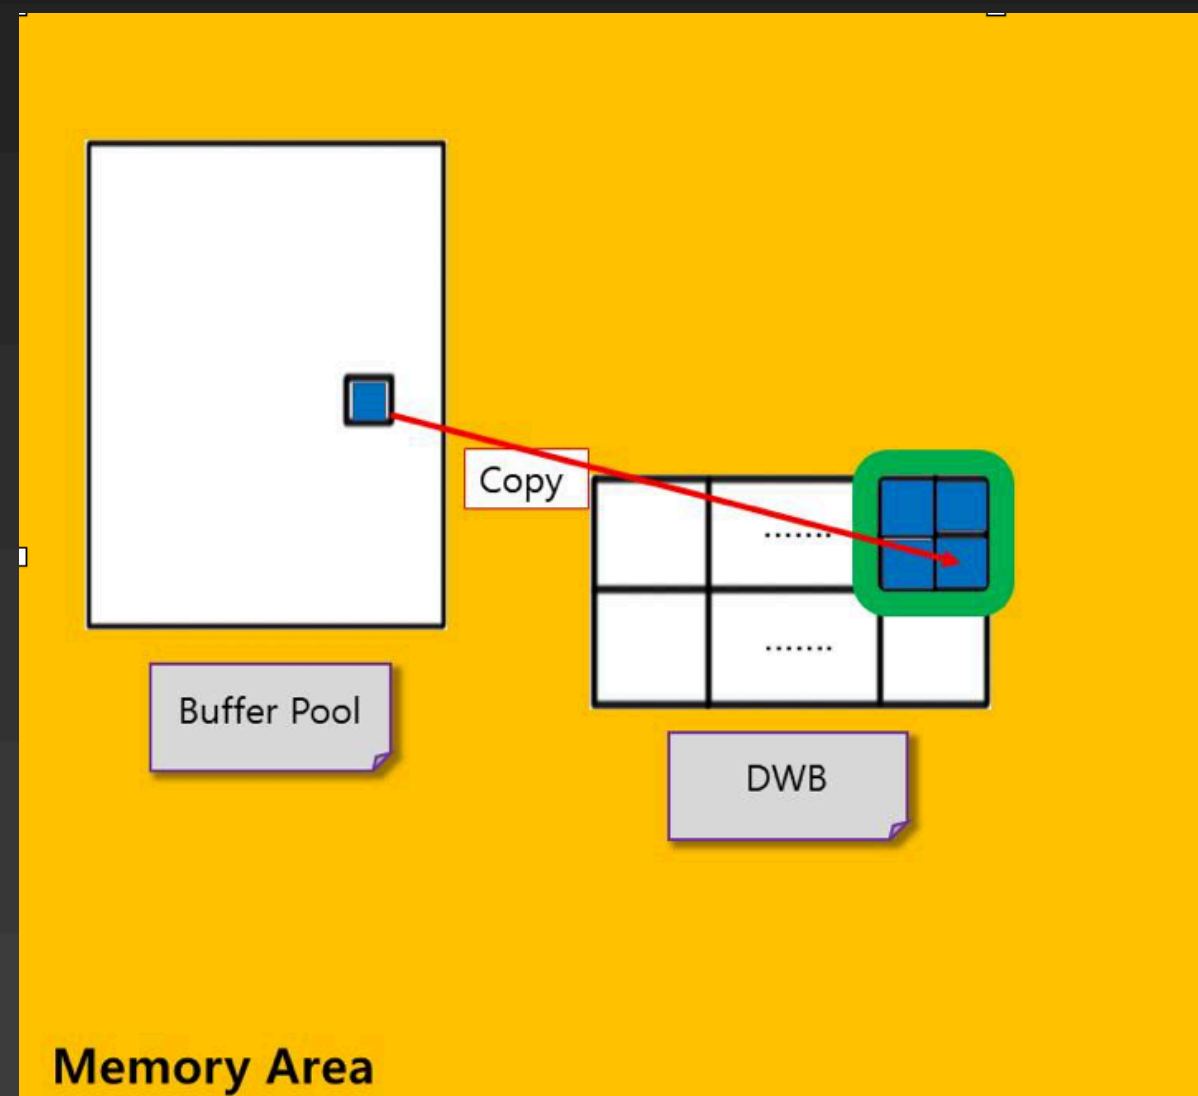 Copy
.......
.......
Buffer Pool
DWB
Memory Area